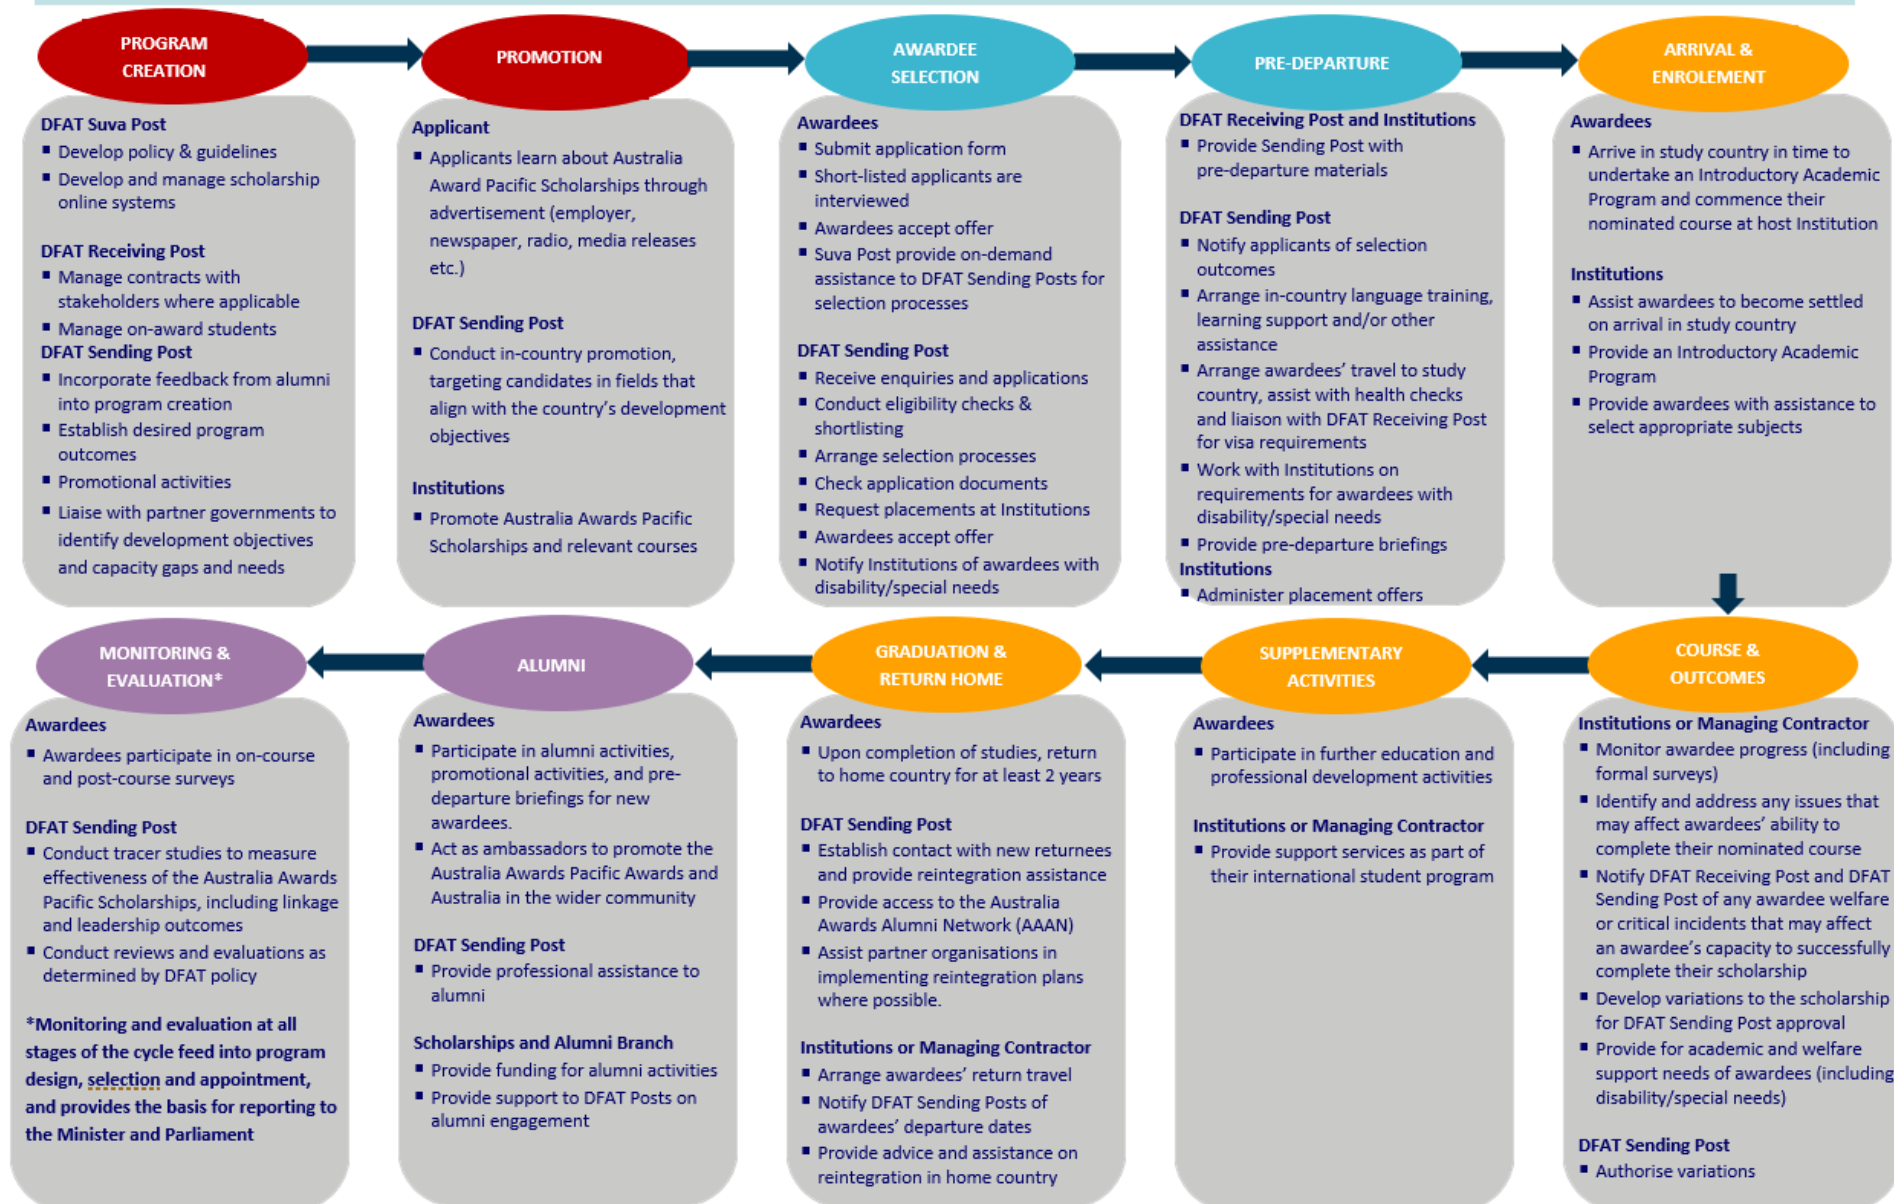 PROGRAM
CREATION
DFAT Suva Post
▪ Develop policy & guidelines
▪ Develop and manage scholarship
online systems
DFAT Receiving Post
▪ Manage contracts with
stakeholders where applicable
▪ Manage on-award students
DFAT Sending Post
▪ Incorporate feedback from alumni
into program creation
▪ Establish desired program
outcomes
▪ Promotional activities
▪ Liaise with partner governments to
identify development objectives
and capacity gaps and needs
PROMOTION
Applicant
▪ Applicants learn about Australia
Award Pacific Scholarships through
advertisement (employer,
newspaper, radio, media releases
etc.)
DFAT Sending Post
▪ Conduct in-country promotion,
targeting candidates in fields that
align with the country's development
objectives
Institutions
▪ Promote Australia Awards Pacific
Scholarships and relevant courses
AWARDEE
SELECTION
Awardees
▪ Submit application form
▪ Short-listed applicants are
interviewed
▪ Awardees accept offer
▪ Suva Post provide on-demand
assistance to DFAT Sending Posts for
selection processes
DFAT Sending Post
▪ Receive enquiries and applications
▪ Conduct eligibility checks &
shortlisting
▪ Arrange selection processes
▪ Check application documents
▪ Request placements at Institutions
▪ Awardees accept offer
▪ Notify Institutions of awardees with
disability/special needs
PRE-DEPARTURE
DFAT Receiving Post and Institutions
▪ Provide Sending Post with
pre-departure materials
DFAT Sending Post
▪ Notify applicants of selection
outcomes
▪ Arrange in-country language training,
learning support and/or other
assistance
▪ Arrange awardees' travel to study
country, assist with health checks
and liaison with DFAT Receiving Post
for visa requirements
▪ Work with Institutions on
requirements for awardees with
disability/special needs
▪ Provide pre-departure briefings
Institutions
▪ Administer placement offers
ARRIVAL &
ENROLEMENT
Awardees
▪ Arrive in study country in time to
undertake an Introductory Academic
Program and commence their
nominated course at host Institution
Institutions
▪ Assist awardees to become settled
on arrival in study country
▪ Provide an Introductory Academic
Program
▪ Provide awardees with assistance to
select appropriate subjects
MONITORING &
EVALUATION*
Awardees
▪ Awardees participate in on-course
and post-course surveys
DFAT Sending Post
▪ Conduct tracer studies to measure
effectiveness of the Australia Awards
Pacific Scholarships, including linkage
and leadership outcomes
▪ Conduct reviews and evaluations as
determined by DFAT policy
*Monitoring and evaluation at all
stages of the cycle feed into program
design, selection and appointment,
and provides the basis for reporting to
the Minister and Parliament
ALUMNI
Awardees
▪ Participate in alumni activities,
promotional activities, and pre-
departure briefings for new
awardees.
▪ Act as ambassadors to promote the
Australia Awards Pacific Awards and
Australia in the wider community
DFAT Sending Post
▪ Provide professional assistance to
alumni
Scholarships and Alumni Branch
▪ Provide funding for alumni activities
▪ Provide support to DFAT Posts on
alumni engagement
GRADUATION &
RETURN HOME
Awardees
▪ Upon completion of studies, return
to home country for at least 2 years
DFAT Sending Post
▪ Establish contact with new returnees
and provide reintegration assistance
▪ Provide access to the Australia
Awards Alumni Network (AAAN)
▪ Assist partner organisations in
implementing reintegration plans
where possible.
Institutions or Managing Contractor
▪ Arrange awardees' return travel
▪ Notify DFAT Sending Posts of
awardees' departure dates
▪ Provide advice and assistance on
reintegration in home country
SUPPLEMENTARY
ACTIVITIES
Awardees
▪ Participate in further education and
professional development activities
Institutions or Managing Contractor
▪ Provide support services as part of
their international student program
COURSE &
OUTCOMES
Institutions or Managing Contractor
▪ Monitor awardee progress (including
formal surveys)
▪ Identify and address any issues that
may affect awardees' ability to
complete their nominated course
▪ Notify DFAT Receiving Post and DFAT
Sending Post of any awardee welfare
or critical incidents that may affect
an awardee's capacity to successfully
complete their scholarship
▪ Develop variations to the scholarship
for DFAT Sending Post approval
▪ Provide for academic and welfare
support needs of awardees (including
disability/special needs)
DFAT Sending Post
▪ Authorise variations